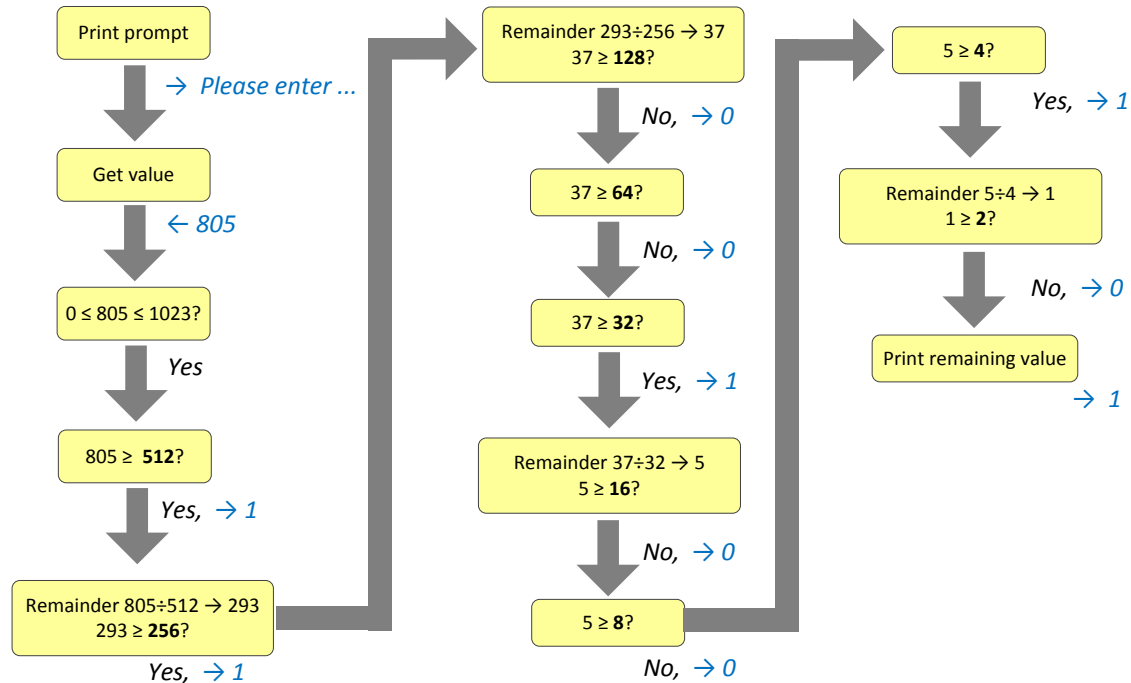 Print prompt
→ Please enter ...
Get value
← 805
0 ≤ 805 ≤ 1023?
Yes
805 ≥ 512?
Yes, → 1
Remainder 805÷512 → 293
293 ≥ 256?
Yes, → 1
Remainder 293÷256 → 37
37 ≥ 128?
No, → 0
37 ≥ 64?
No, → 0
37 ≥ 32?
Yes, → 1
Remainder 37÷32 → 5
5 ≥ 16?
No, → 0
5 ≥ 8?
No, → 0
5 ≥ 4?
Yes, → 1
Remainder 5÷4 → 1
1 ≥ 2?
No, → 0
Print remaining value
→ 1